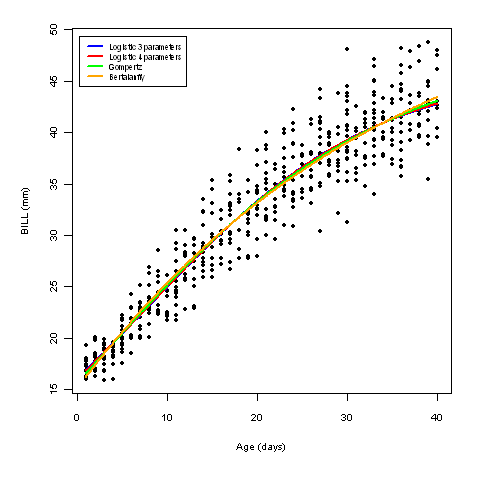 50
45
40
35
30
25
20
15
BILL (mm)
Logistic 3 parameters
Logistic 4 parameters
Gompertz
Bertalanffy
0 10 20 30 40
Age (days)